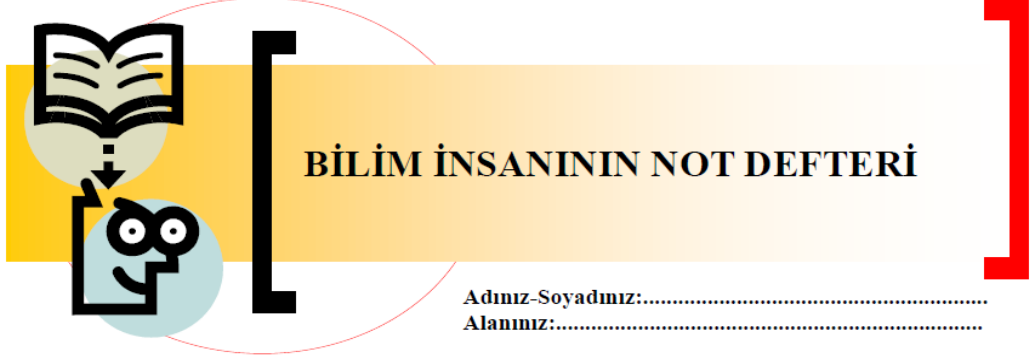 BİLİM İNSANININ NOT DEFTERİ
Adınız-Soyadınız:............................................................
Alanınız:..........................................................................